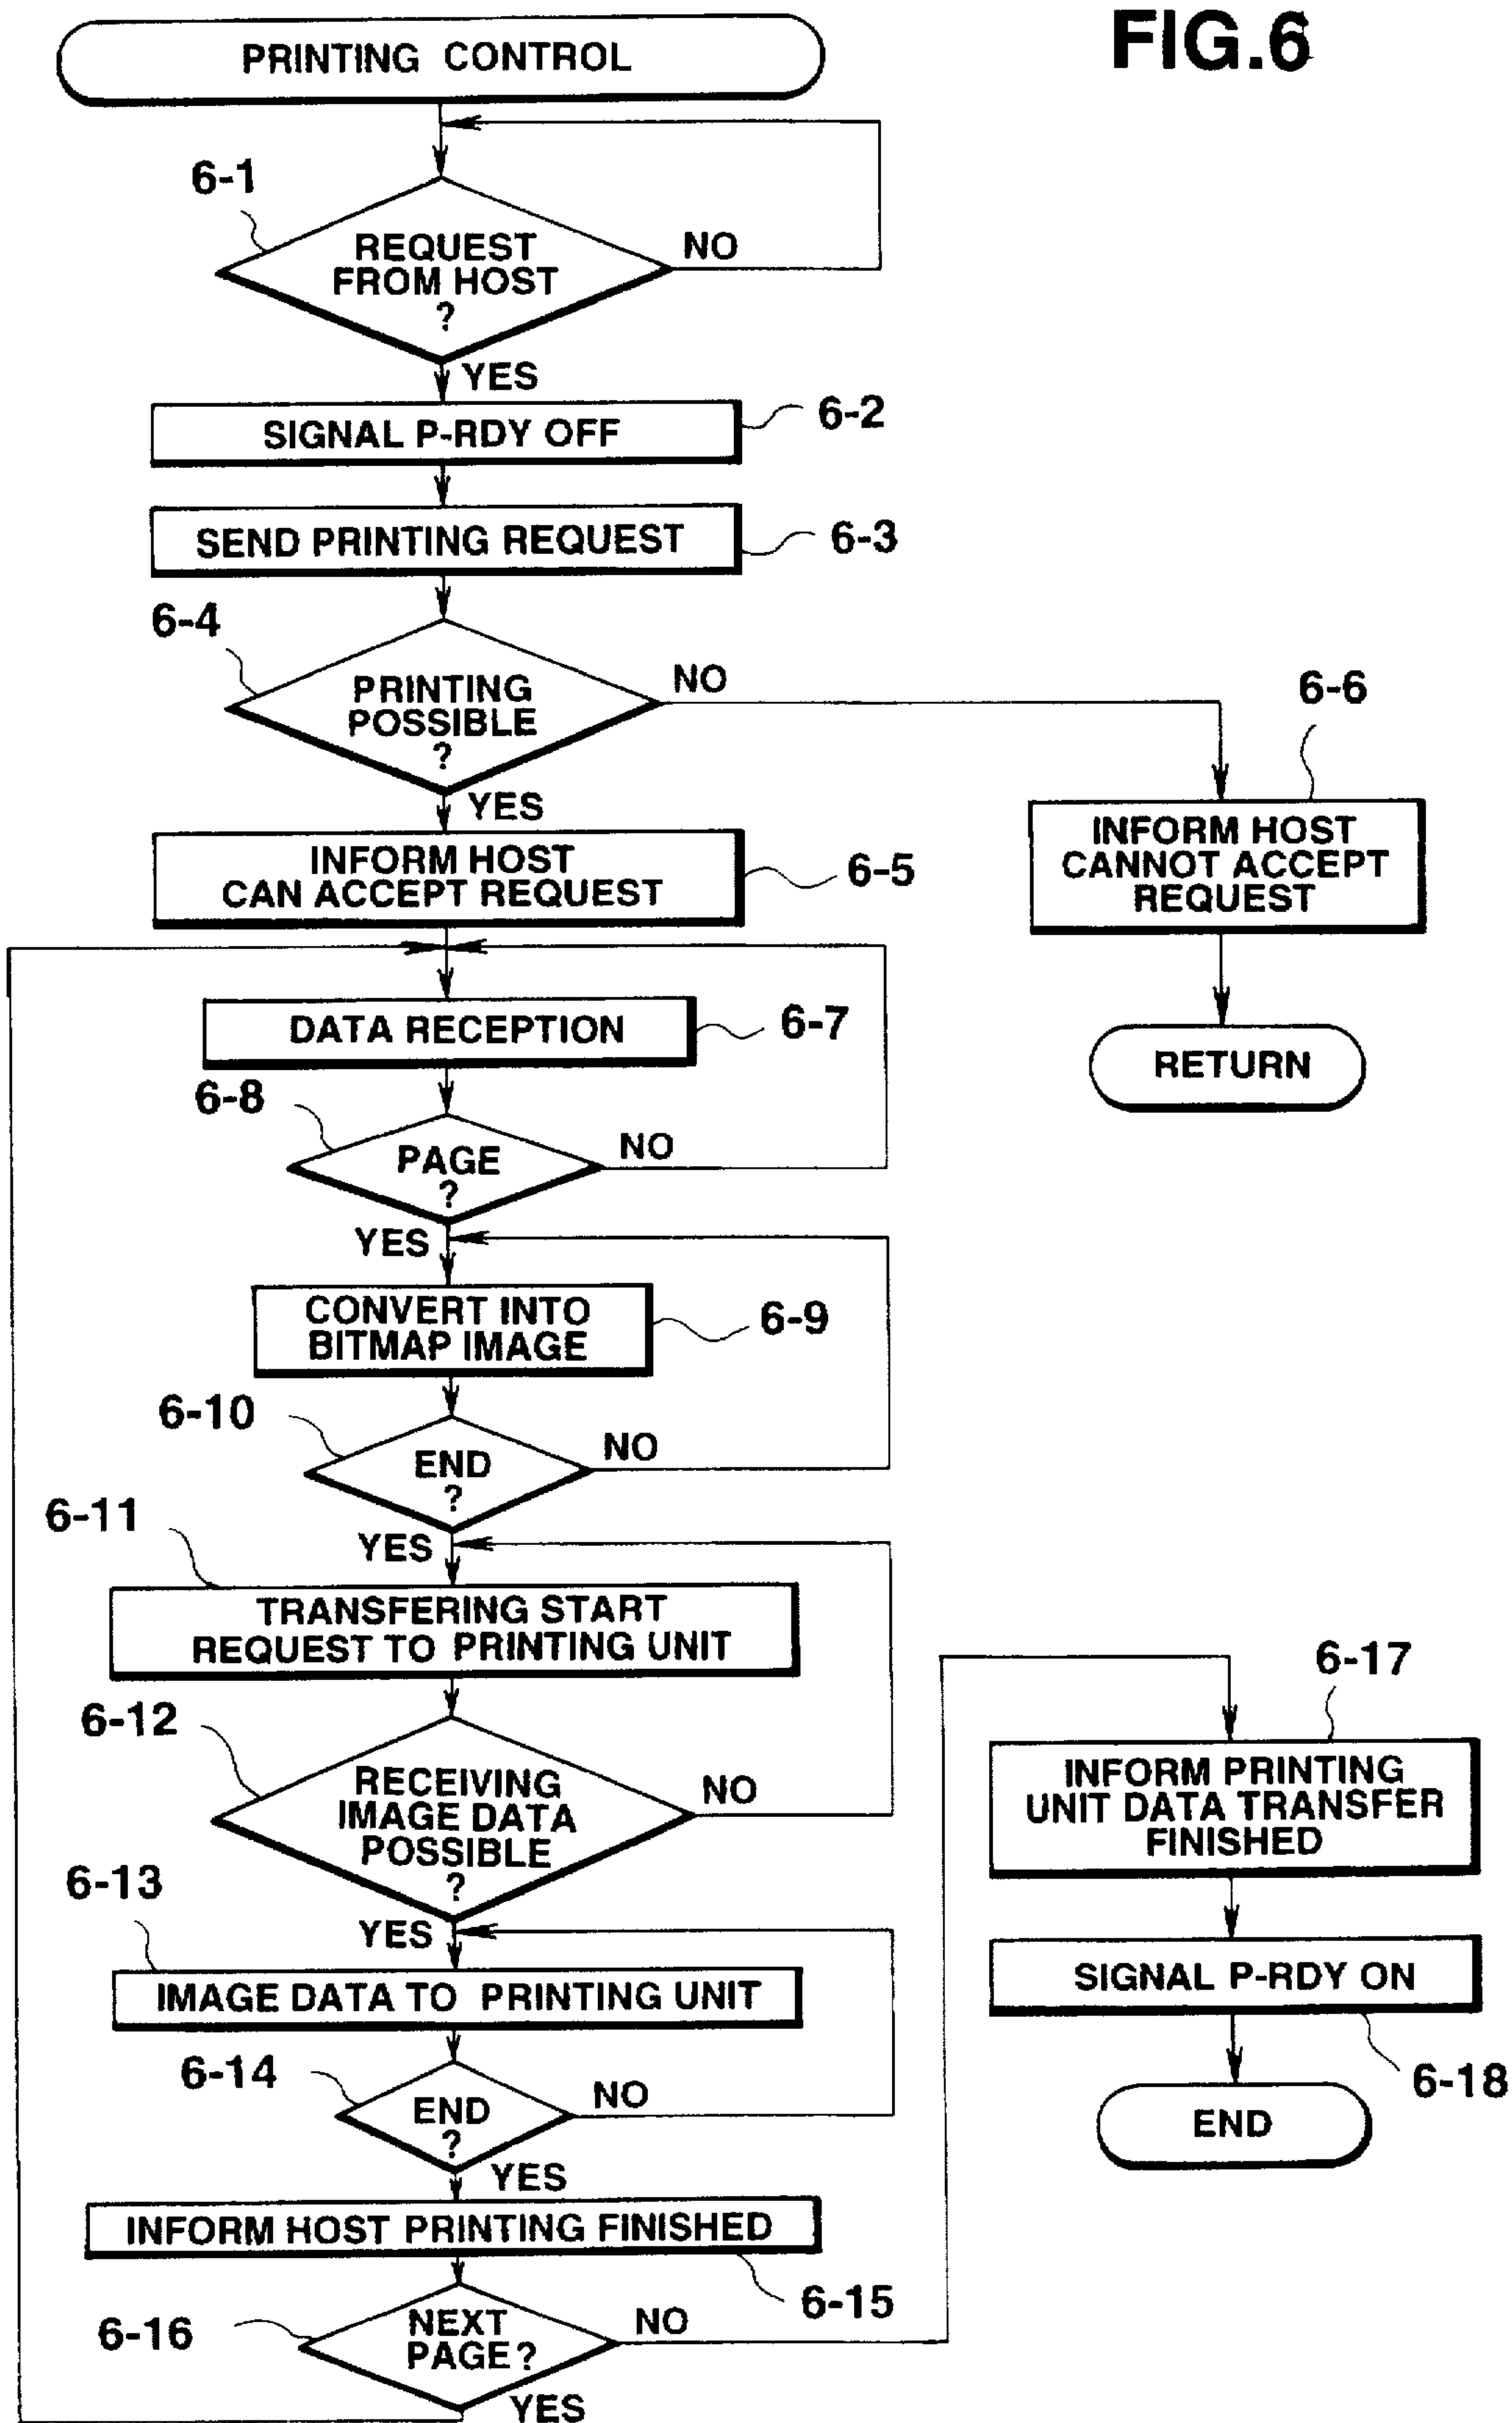 FIG.6
PRINTING CONTROL
6-1
REQUEST
FROM HOST
?
NO
YES
SIGNAL P-RDY OFF
6-2
SEND PRINTING REQUEST
6-3
6-4
PRINTING
POSSIBLE
?
NO
YES
6-6
INFORM HOST
CANNOT ACCEPT
REQUEST
RETURN
INFORM HOST
CAN ACCEPT REQUEST
6-5
DATA RECEPTION
6-7
6-8
PAGE
?
NO
YES
CONVERT INTO
BITMAP IMAGE
6-9
6-10
END
?
NO
YES
6-11
TRANSFERING START
REQUEST TO PRINTING UNIT
6-12
RECEIVING
IMAGE DATA
POSSIBLE
?
NO
YES
6-13
IMAGE DATA TO PRINTING UNIT
6-14
END
?
NO
YES
INFORM HOST PRINTING FINISHED
6-15
6-16
NEXT
PAGE?
NO
YES
6-17
INFORM PRINTING
UNIT DATA TRANSFER
FINISHED
SIGNAL P-RDY ON
6-18
END